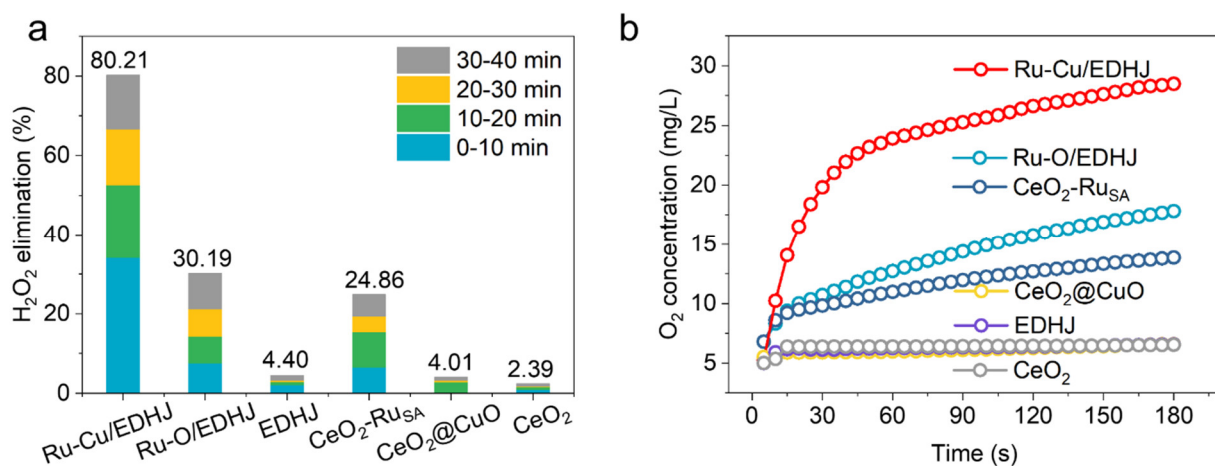 a
H₂O₂ elimination (%)
80
60
40
20
0
80.21
30.19
4.40
24.86
4.01
2.39
30-40 min
20-30 min
10-20 min
0-10 min
Ru-Cu/EDHJ
Ru-O/EDHJ
EDHJ
CeO₂-Ru_SA
CeO₂@CuO
CeO₂
b
O₂ concentration (mg/L)
30
25
20
15
10
5
Ru-Cu/EDHJ
Ru-O/EDHJ
CeO₂-Ru_SA
CeO₂@CuO
EDHJ
CeO₂
0 30 60 90 120 150 180
Time (s)